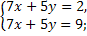 {7x + 5y = 2,
7x + 5y = 9;